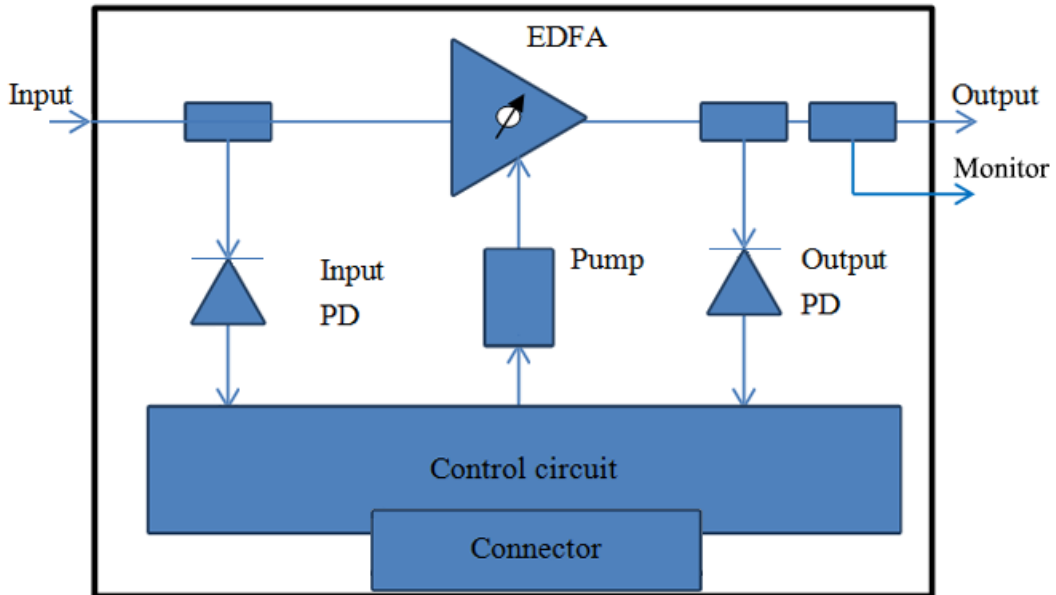 EDFA
Input
Output
Monitor
Input
PD
Pump
Output
PD
Control circuit
Connector